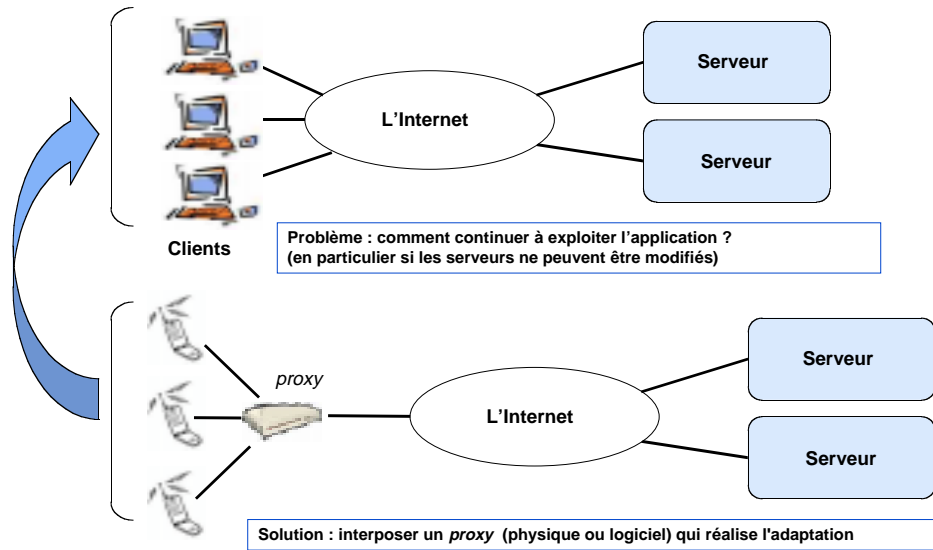 Serveur
L'Internet
Serveur
Clients
Problème : comment continuer à exploiter l'application ?
(en particulier si les serveurs ne peuvent être modifiés)
proxy
Serveur
L'Internet
Serveur
Solution : interposer un proxy (physique ou logiciel) qui réalise l'adaptation